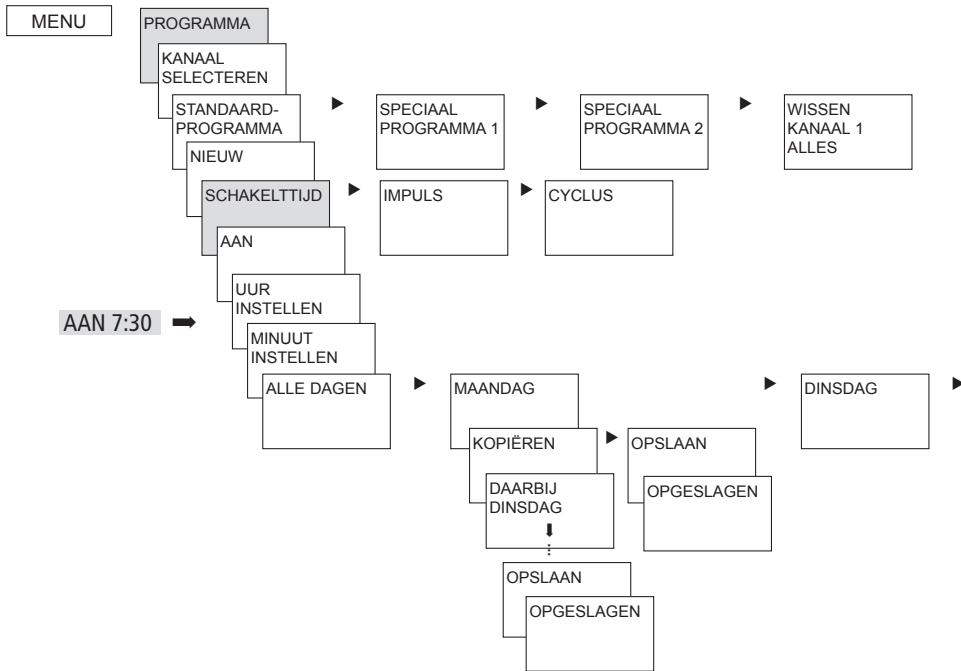 MENU
PROGRAMMA
KANAAL
SELECTEREN
STANDAARD-
PROGRAMMA
SPECIAAL
PROGRAMMA 1
SPECIAAL
PROGRAMMA 2
WISSEN
KANAAL 1
ALLES
NIEUW
SCHAKELTTIJD
IMPULS
CYCLUS
AAN
UUR
INSTELLEN
AAN 7:30
MINUUT
INSTELLEN
ALLE DAGEN
MAANDAG
DINSDAG
KOPIËREN
OPSLAAN
DAARBIJ
DINSDAG
OPGESLAGEN
OPSLAAN
OPGESLAGEN